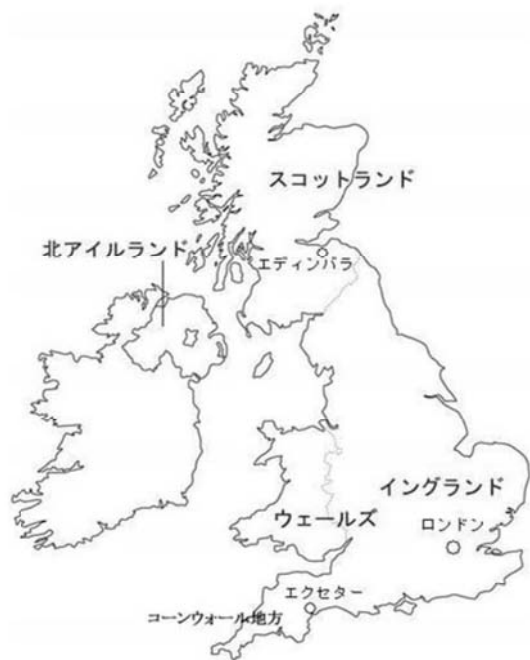 スコットランド
北アイルランド
エディンバラ
イングランド
ウェールズ
ロンドン
エクセター
コーンウォール地方